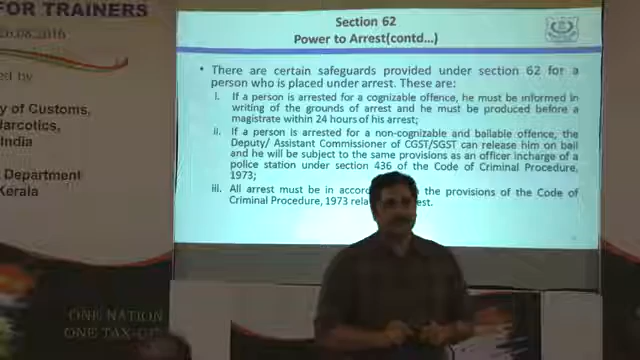 FOR TRAINERS
26.08.2016
ed by
y of Customs,
Narcotics,
India
Department
Kerala
ONE NATION
ONE TAX-G
Section 62
Power to Arrest(contd...)
• There are certain safeguards provided under section 62 for a
person who is placed under arrest. These are:
i. If a person is arrested for a cognizable offence, he must be informed in
writing of the grounds of arrest and he must be produced before a
magistrate within 24 hours of his arrest;
ii. If a person is arrested for a non-cognizable and bailable offence, the
Deputy/ Assistant Commissioner of CGST/SGST can release him on bail
and he will be subject to the same provisions as an officer incharge of a
police station under section 436 of the Code of Criminal Procedure,
1973;
iii. All arrest must be in accor the provisions of the Code of
Criminal Procedure, 1973 rela est.